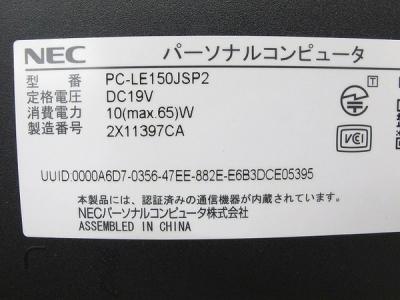 NEC パーソナルコンピュータ
型番 PC-LE150JSP2
定格電圧 DC19V
消費電力 10(max.65)W
製造番号 2X11397CA
T
VCI
UUID:0000A6D7-0356-47EE-882E-E6B3DCE05395
本製品には、認証済みの通信機器が内蔵されています。
NECパーソナルコンピュータ株式会社
ASSEMBLED IN CHINA